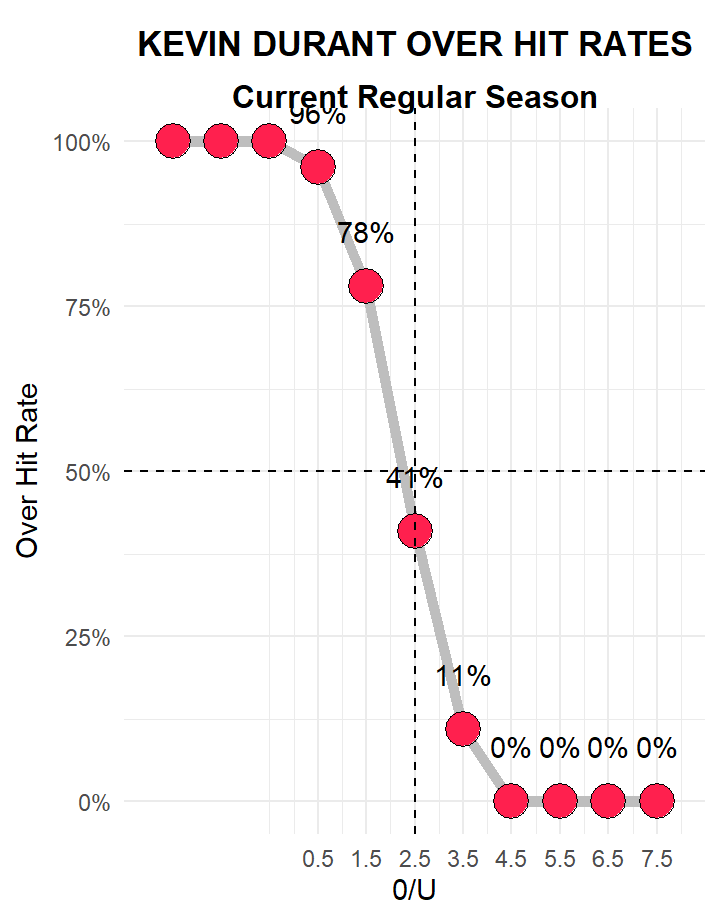 KEVIN DURANT OVER HIT RATES
Current Regular Season
96%
100%
78%
75%
Over Hit Rate
50%
41%
25%
11%
0% 0% 0% 0%
0%
0.5 1.5 2.5 3.5 4.5 5.5 6.5 7.5
0/U